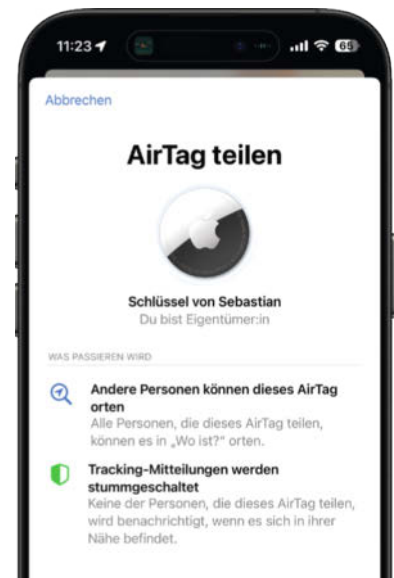 11:23
65
Abbrechen
AirTag teilen
Schlüssel von Sebastian
Du bist Eigentümer:in
WAS PASSIEREN WIRD
Andere Personen können dieses AirTag
orten
Alle Personen, die dieses AirTag teilen,
können es in „Wo ist?“ orten.
Tracking-Mitteilungen werden
stummgeschaltet
Keine der Personen, die dieses AirTag teilen,
wird benachrichtigt, wenn es sich in ihrer
Nähe befindet.